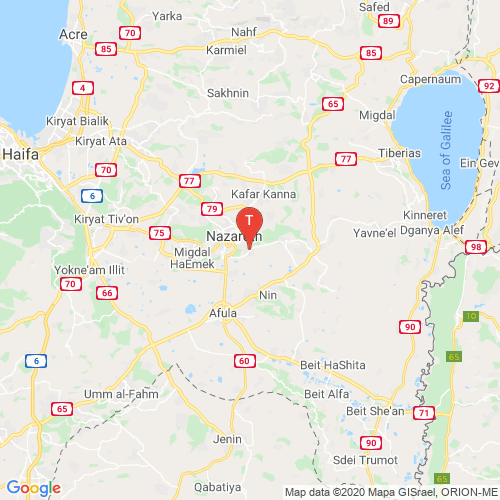 Safed
Yarka
89
Acre
70
Nahf
85
Karmiel
85
Capernaum
92
4
Sakhnin
65
Migdal
Kiryat Bialik
Kiryat Ata
Haifa
70
77
77
Tiberias
Sea of Galilee
Ein Gev
6
Kafar Kanna
79
Kiryat Tiv'on
T
Kinneret
75
Nazareth
Yavne'el
Dganya Alef
98
Migdal
HaEmek
Yokne'am Illit
70
66
Nin
Afula
10
90
6
60
Beit HaShita
65
Umm al-Fahm
Beit Alfa
65
Beit She'an
71
Jenin
90
Sdei Trumot
65
Qabatiya
Google
Map data ©2020 Mapa GISrael, ORION-ME